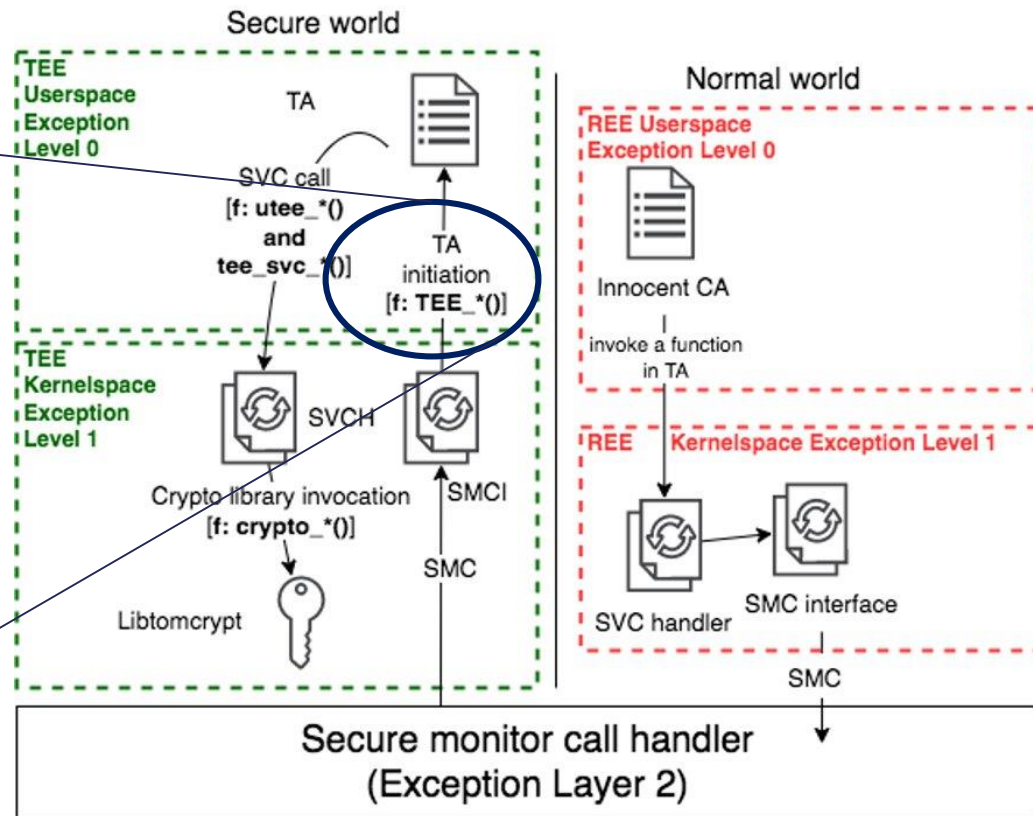 Secure world
TEE
Userspace
Exception
Level 0
TA
SVC call
[f: utee_*()
and
tee_svc_*()]
TA
initiation
[f: TEE_*()]
TEE
Kernelspace
Exception
Level 1
SVCH
SMCI
Crypto library invocation
[f: crypto_*()]
Libtomcrypt
SMC
Normal world
REE Userspace
Exception Level 0
Innocent CA
invoke a function
in TA
REE Kernelspace Exception Level 1
SVC handler
SMC interface
SMC
Secure monitor call handler
(Exception Layer 2)